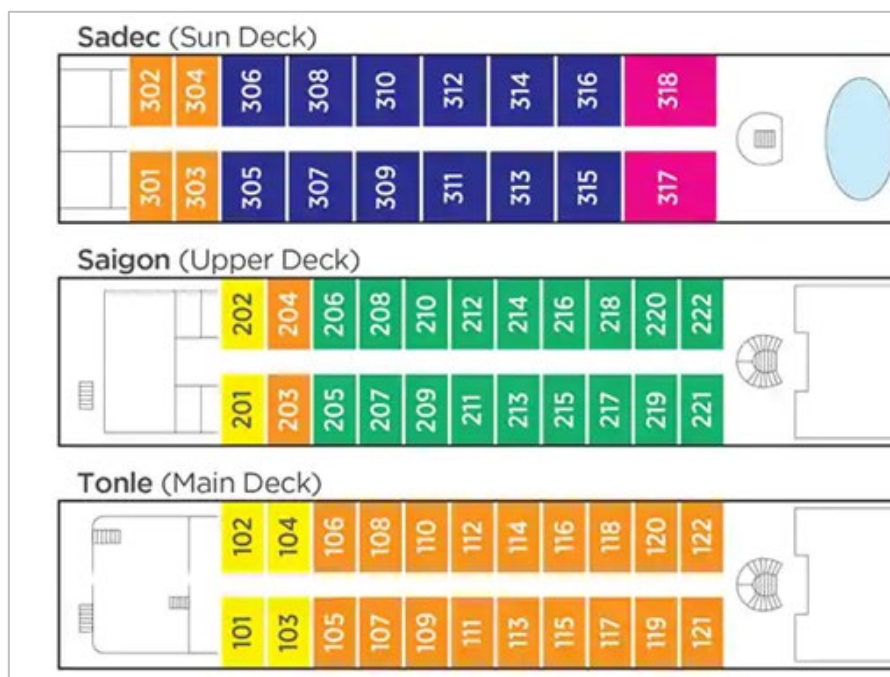 Sadec (Sun Deck)
302 304 306 308 310 312 314 316 318
301 303 305 307 309 311 313 315 317
Saigon (Upper Deck)
202 204 206 208 210 212 214 216 218 220 222
201 203 205 207 209 211 213 215 217 219 221
Tonle (Main Deck)
102 104 106 108 110 112 114 116 118 120 122
101 103 105 107 109 111 113 115 117 119 121